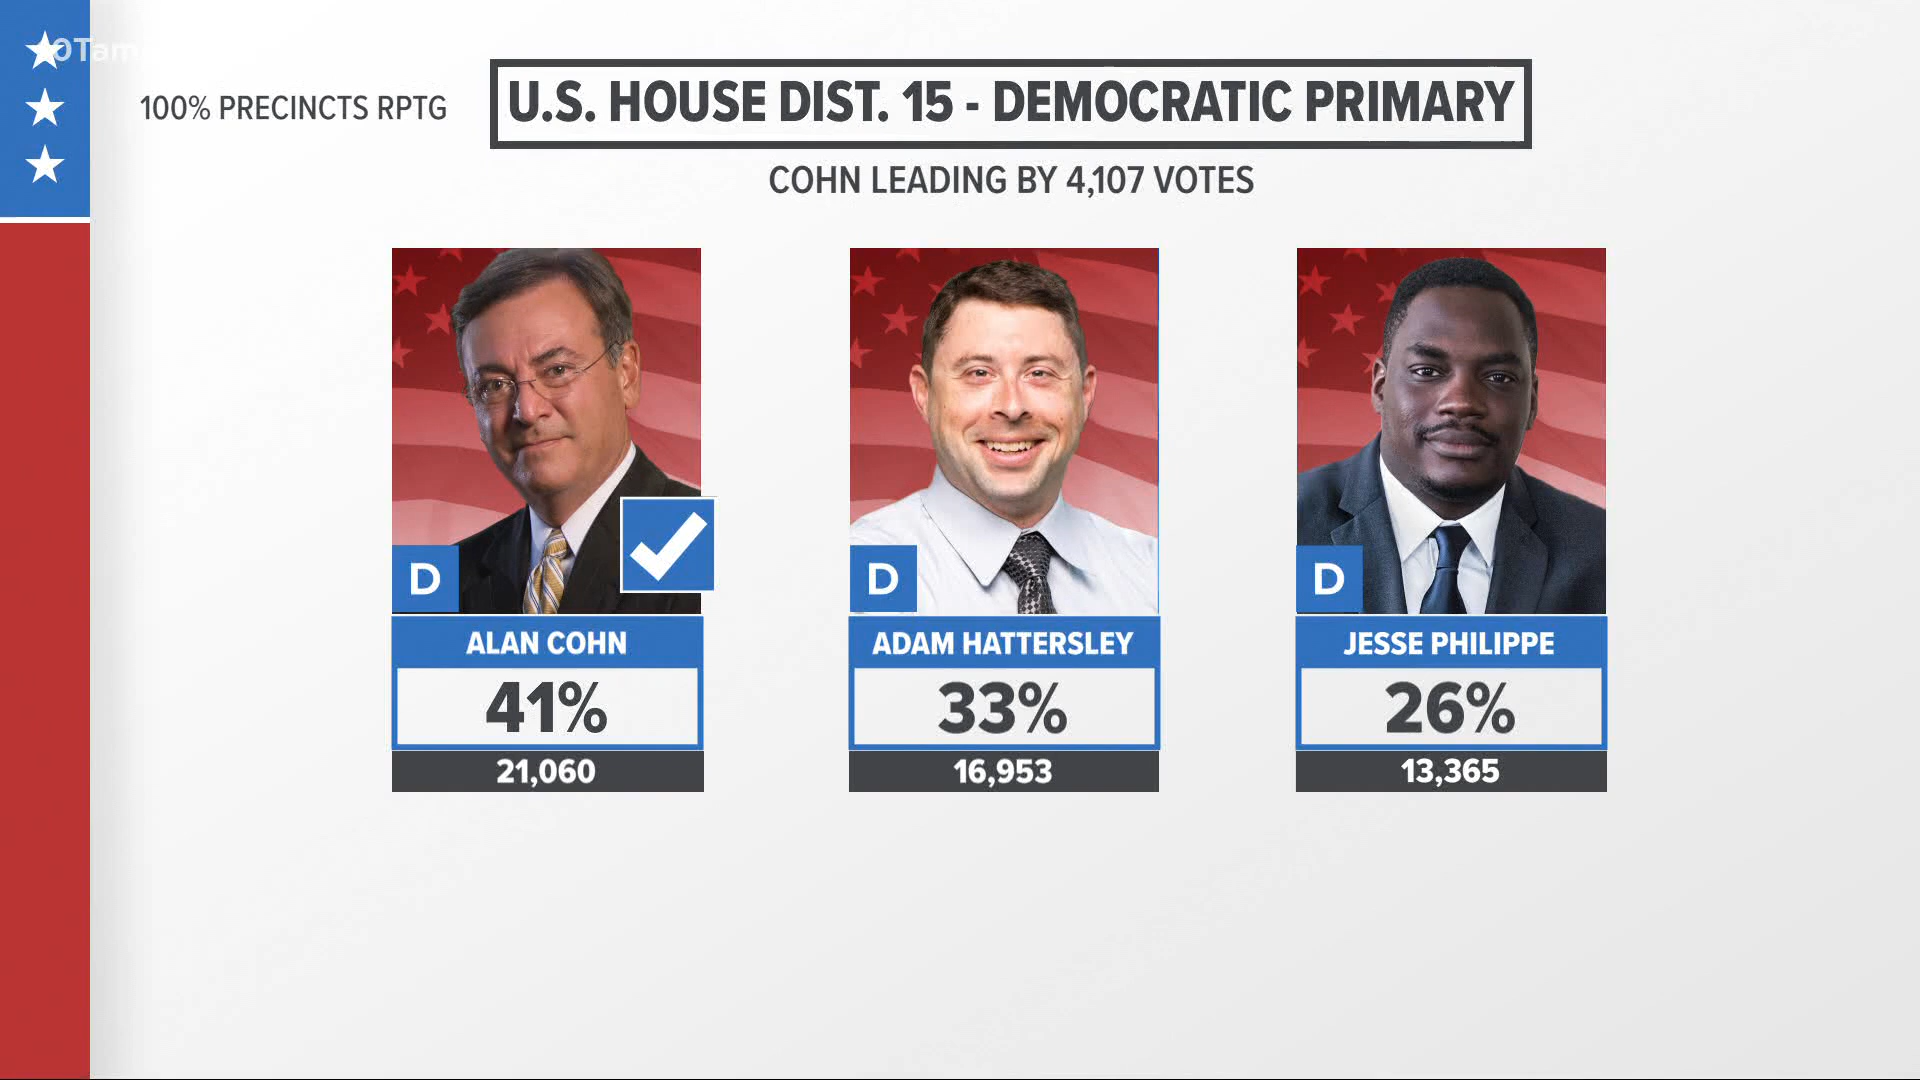 100% PRECINCTS RPTG
U.S. HOUSE DIST. 15 - DEMOCRATIC PRIMARY
COHN LEADING BY 4,107 VOTES
D
D
D
ALAN COHN
ADAM HATTERSLEY
JESSE PHILIPPE
41%
33%
26%
21,060
16,953
13,365